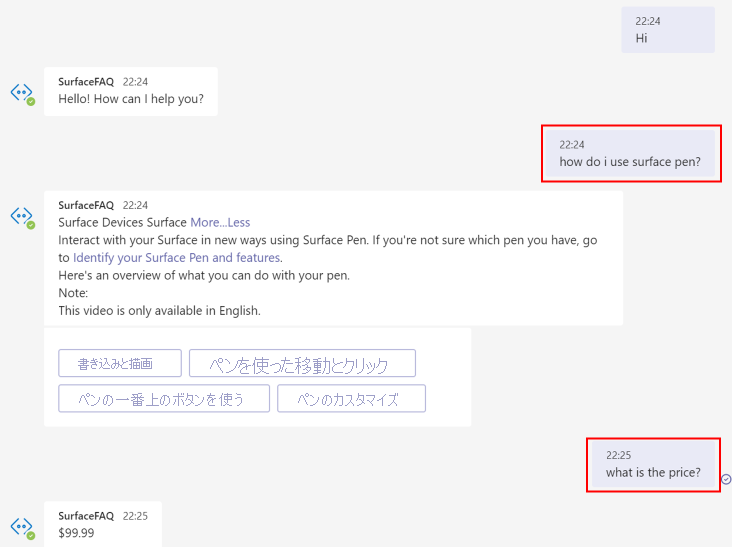 22:24
Hi
SurfaceFAQ 22:24
Hello! How can I help you?
22:24
how do i use surface pen?
SurfaceFAQ 22:24
Surface Devices Surface More...Less
Interact with your Surface in new ways using Surface Pen. If you're not sure which pen you have, go
to Identify your Surface Pen and features.
Here's an overview of what you can do with your pen.
Note:
This video is only available in English.
書き込みと描画 ペンを使った移動とクリック
ペンの一番上のボタンを使う ペンのカスタマイズ
22:25
what is the price?
SurfaceFAQ 22:25
$99.99